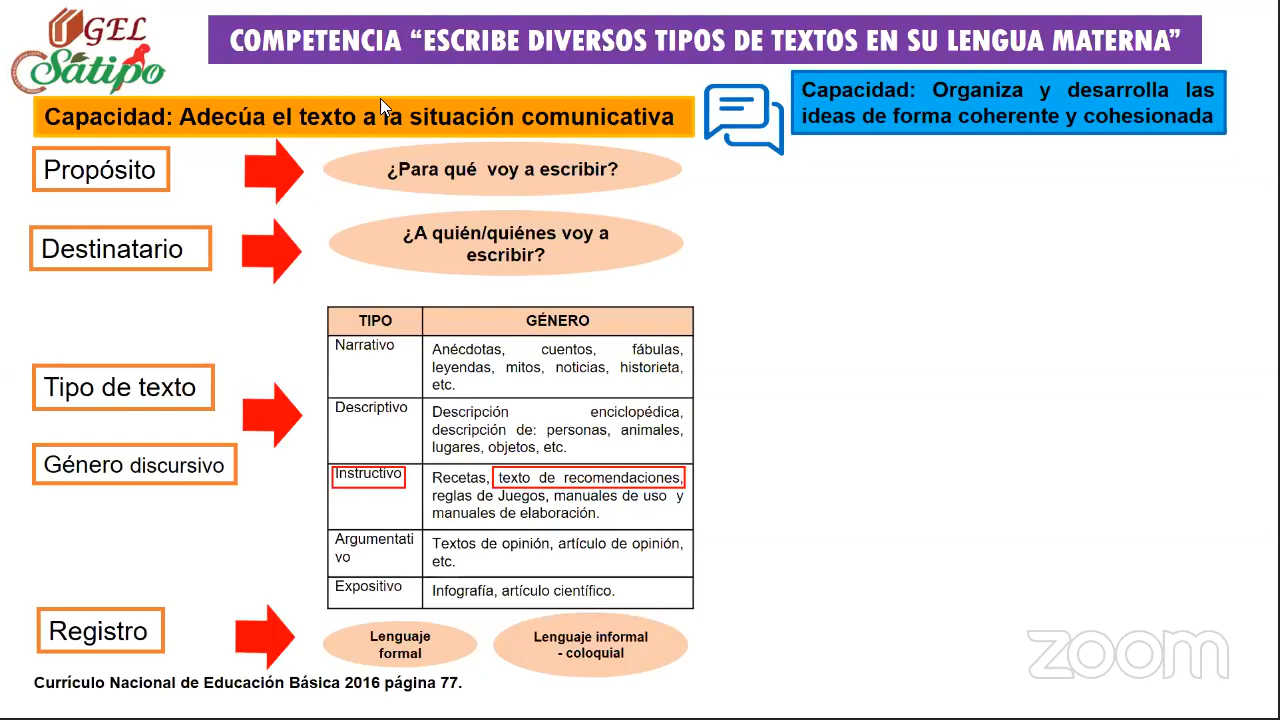 UGEL
Satipo
COMPETENCIA “ESCRIBE DIVERSOS TIPOS DE TEXTOS EN SU LENGUA MATERNA”
Capacidad: Adecúa el texto a la situación comunicativa
Capacidad: Organiza y desarrolla las
ideas de forma coherente y cohesionada
Propósito
¿Para qué voy a escribir?
Destinatario
¿A quién/quiénes voy a
escribir?
Tipo de texto
Género discursivo
TIPO GÉNERO
Narrativo
Anécdotas, cuentos, fábulas,
leyendas, mitos, noticias, historieta,
etc.
Descriptivo
Descripción enciclopédica,
descripción de: personas, animales,
lugares, objetos, etc.
Instructivo
Recetas, texto de recomendaciones,
reglas de Juegos, manuales de uso y
manuales de elaboración.
Argumentati
vo
Textos de opinión, artículo de opinión,
etc.
Expositivo
Infografía, artículo científico.
Registro
Lenguaje
formal
Lenguaje informal
- coloquial
Currículo Nacional de Educación Básica 2016 página 77.
zoom